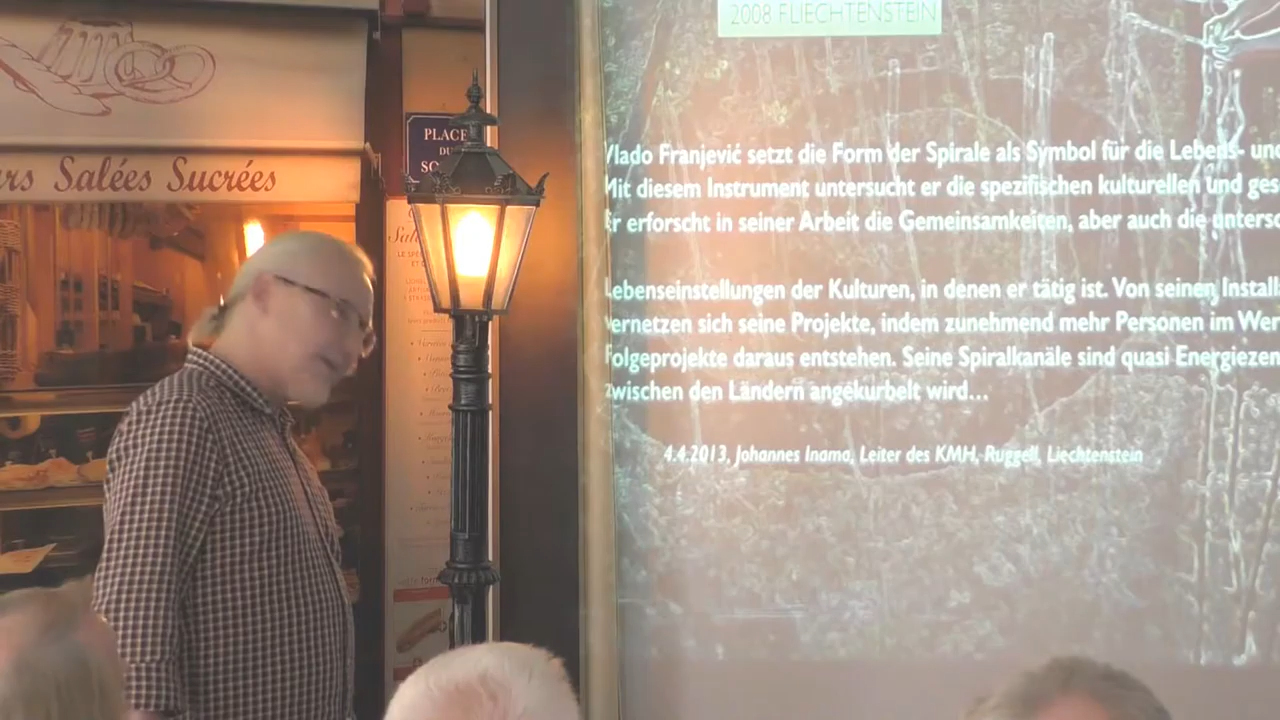 2008 FLIECHTENSTEIN
PLACE
DU
Salées Sucrées
Vlado Franjević setzt die Form der Spirale als Symbol für die Lebens- und
Mit diesem Instrument untersucht er die spezifischen kulturellen und ges
Er erforscht in seiner Arbeit die Gemeinsamkeiten, aber auch die untersc
Lebenseinstellungen der Kulturen, in denen er tätig ist. Von seinen Install
vernetzen sich seine Projekte, indem zunehmend mehr Personen im Wer
Folgeprojekte daraus entstehen. Seine Spiralkanäle sind quasi Energiezen
zwischen den Ländern angekurbelt wird...
4.4.2013, Johannes Inama, Leiter des KMH, Ruggell, Liechtenstein